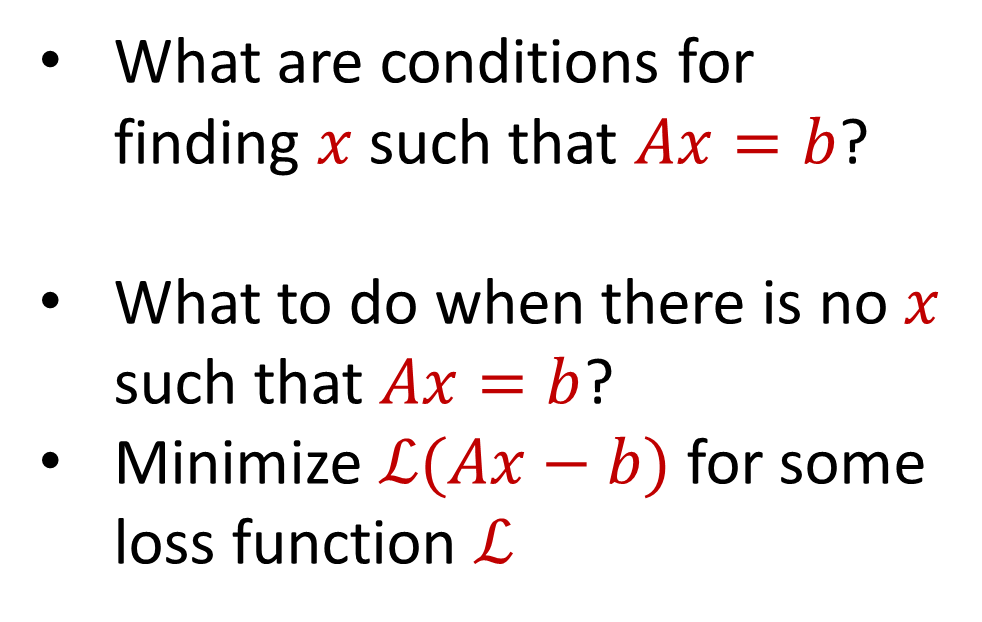 • What are conditions for
finding x such that Ax = b?
• What to do when there is no x
such that Ax = b?
• Minimize ℒ(Ax − b) for some
loss function ℒ